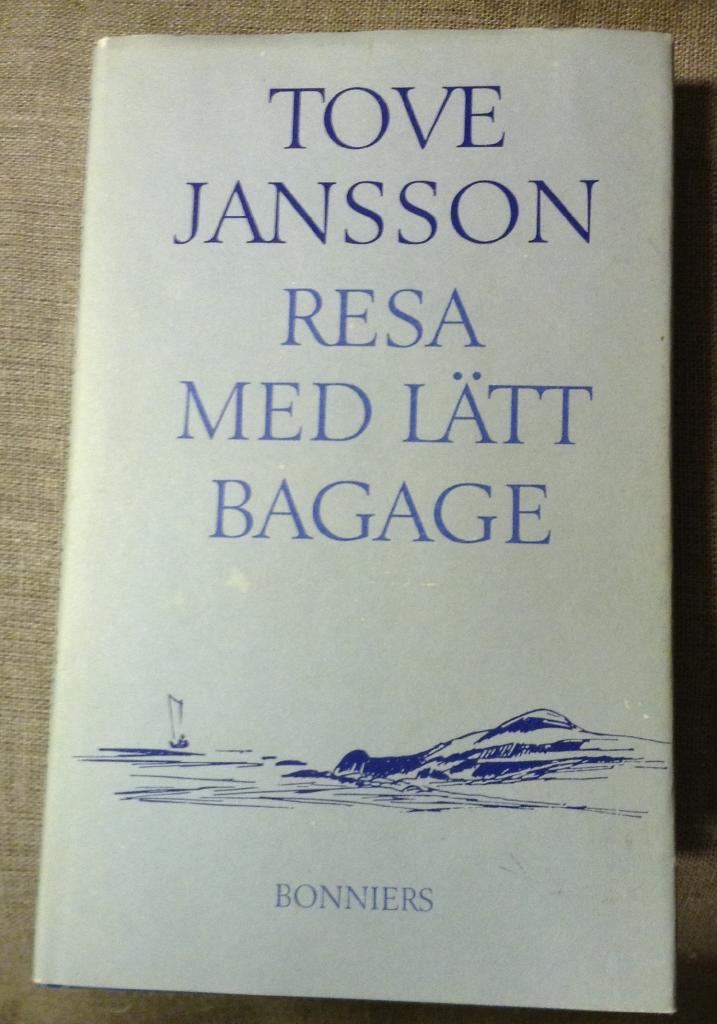 TOVE
JANSSON
RESA
MED LÄTT
BAGAGE
BONNIERS